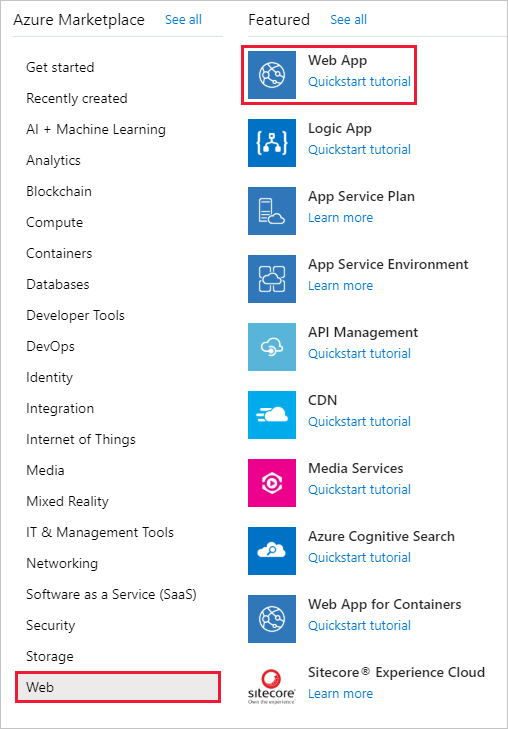 Azure Marketplace See all
Get started
Recently created
AI + Machine Learning
Analytics
Blockchain
Compute
Containers
Databases
Developer Tools
DevOps
Identity
Integration
Internet of Things
Media
Mixed Reality
IT & Management Tools
Networking
Software as a Service (SaaS)
Security
Storage
Web
Featured See all
Web App
Quickstart tutorial
Logic App
Quickstart tutorial
App Service Plan
Learn more
App Service Environment
Learn more
API Management
Quickstart tutorial
CDN
Quickstart tutorial
Media Services
Quickstart tutorial
Azure Cognitive Search
Quickstart tutorial
Web App for Containers
Quickstart tutorial
sitecore
Own the experience®
Sitecore® Experience Cloud
Learn more